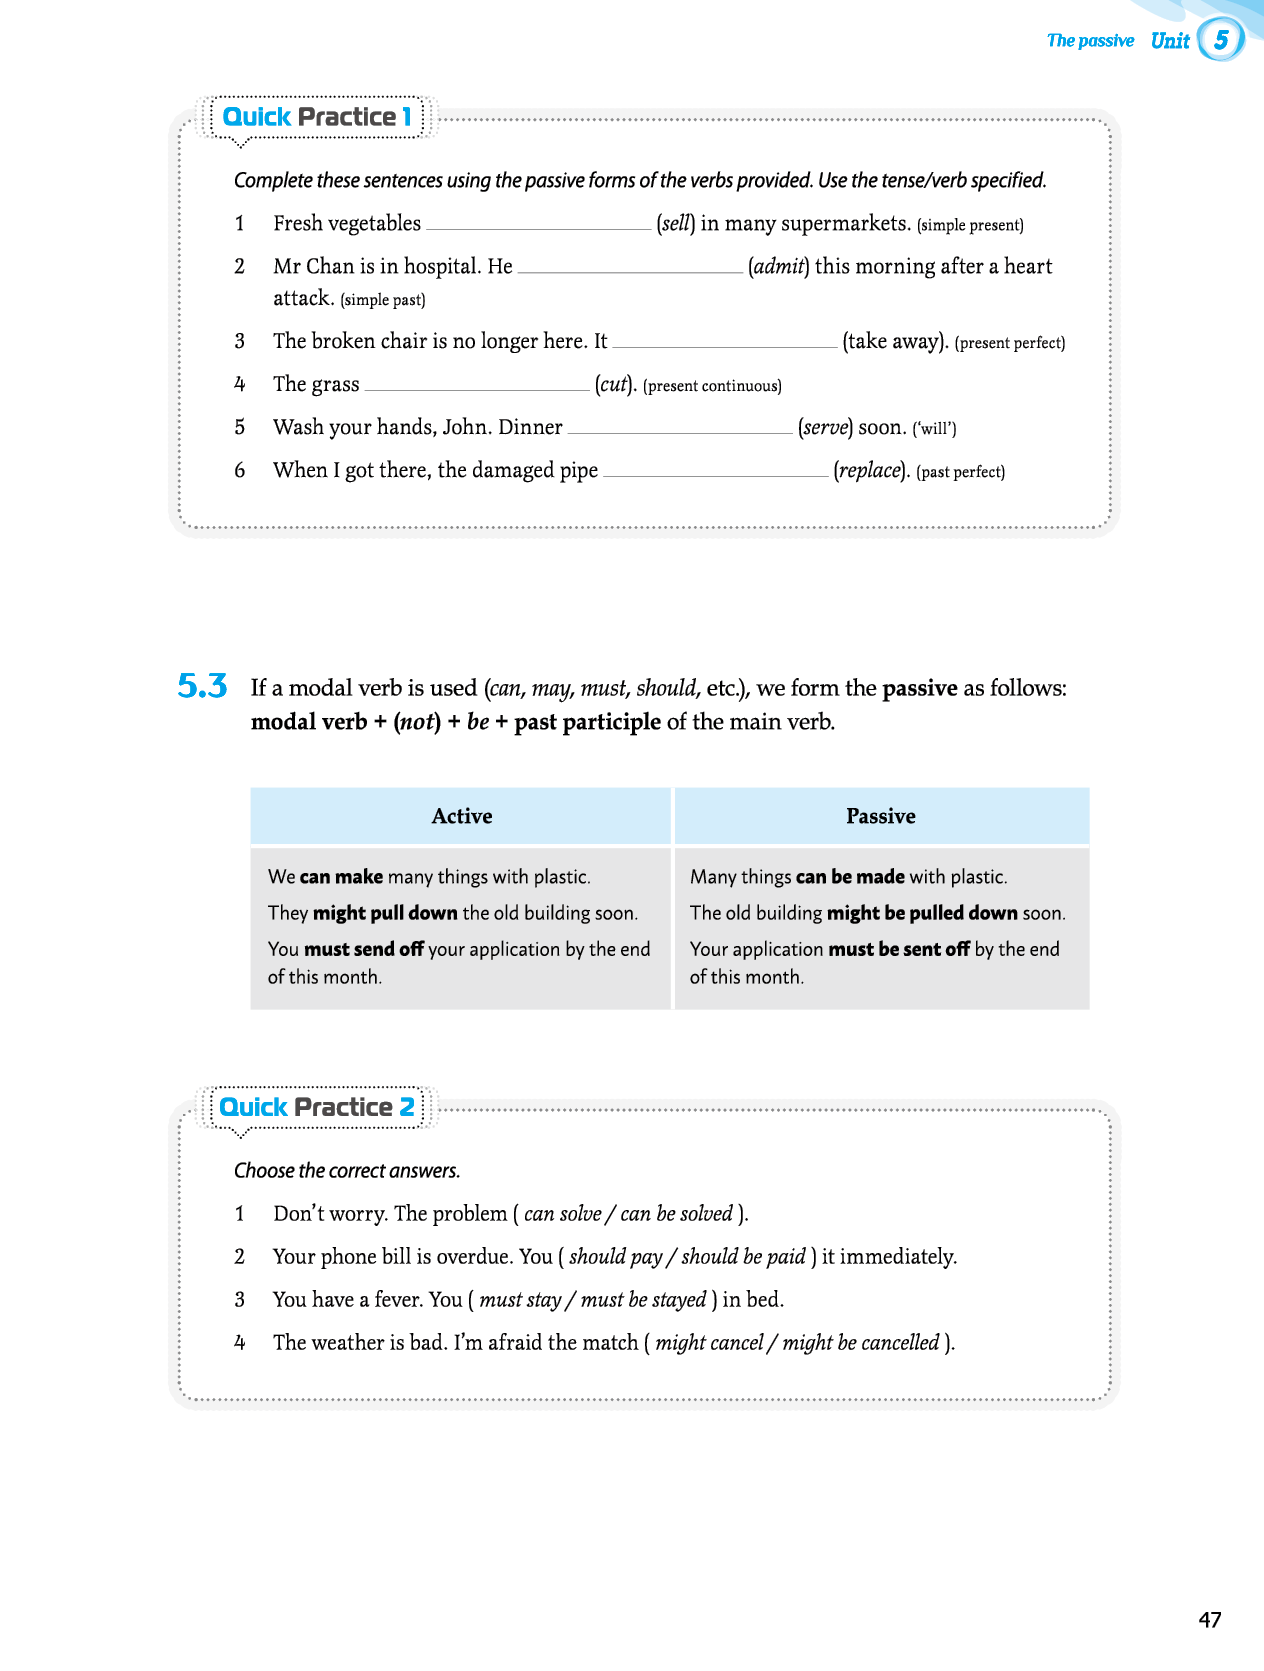 The passive Unit 5
Quick Practice 1
Complete these sentences using the passive forms of the verbs provided. Use the tense/verb specified.
1 Fresh vegetables ______ (sell) in many supermarkets. (simple present)
2 Mr Chan is in hospital. He ______ (admit) this morning after a heart
attack. (simple past)
3 The broken chair is no longer here. It ______ (take away). (present perfect)
4 The grass ______ (cut). (present continuous)
5 Wash your hands, John. Dinner ______ (serve) soon. (‘will’)
6 When I got there, the damaged pipe ______ (replace). (past perfect)
5.3 If a modal verb is used (can, may, must, should, etc.), we form the passive as follows:
modal verb + (not) + be + past participle of the main verb.
Active Passive
We can make many things with plastic. Many things can be made with plastic.
They might pull down the old building soon. The old building might be pulled down soon.
You must send off your application by the end Your application must be sent off by the end
of this month. of this month.
Quick Practice 2
Choose the correct answers.
1 Don’t worry. The problem ( can solve / can be solved ).
2 Your phone bill is overdue. You ( should pay / should be paid ) it immediately.
3 You have a fever. You ( must stay / must be stayed ) in bed.
4 The weather is bad. I’m afraid the match ( might cancel / might be cancelled ).
47